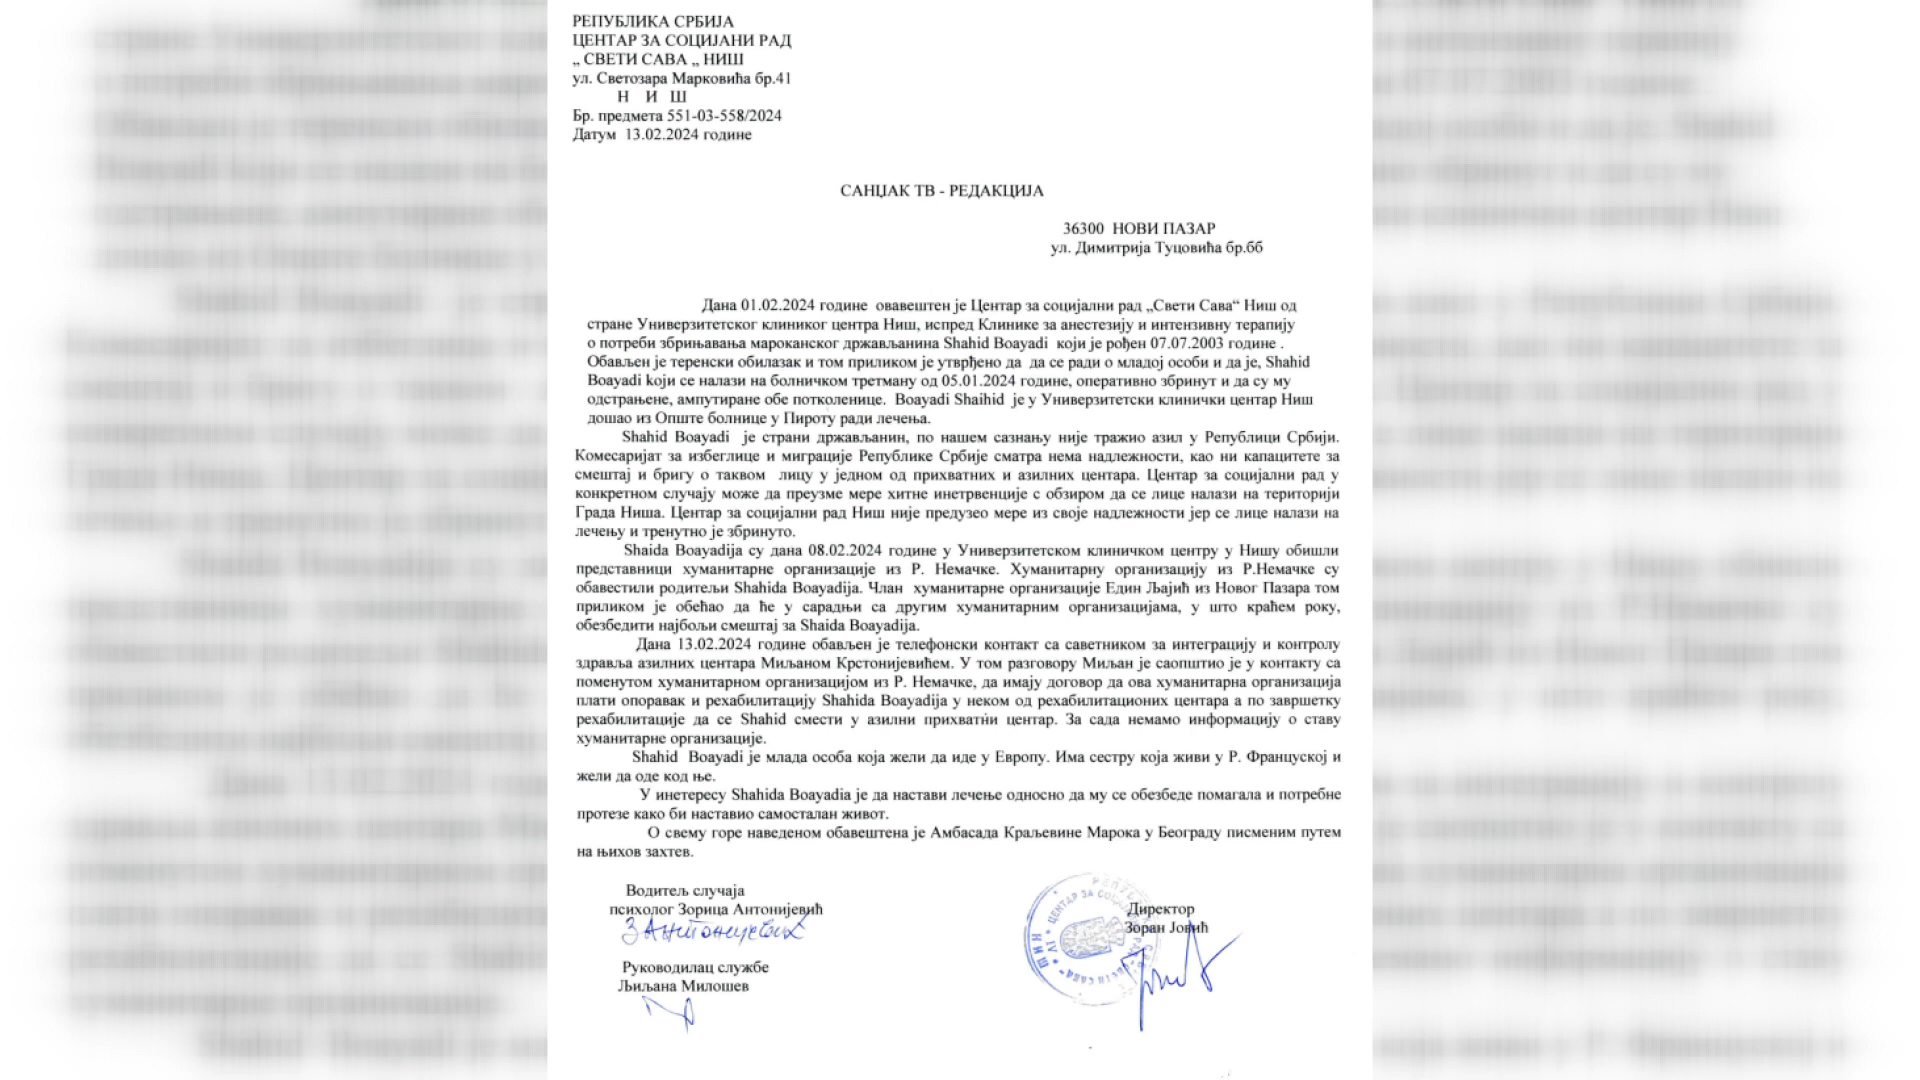 РЕПУБЛИКА СРБИЈА
ЦЕНТАР ЗА СОЦИЈАНИ РАД
„ СВЕТИ САВА „ НИШ
ул. Светозара Марковића бр.41
Н И Ш
Бр. предмета 551-03-558/2024
Датум 13.02.2024 године
САНЏАК ТВ - РЕДАКЦИЈА
36300 НОВИ ПАЗАР
ул. Димитрија Туцовића бр.бб
Дана 01.02.2024 године овавештен је Центар за социјални рад „Свети Сава“ Ниш од
стране Универзитетског клиниког центра Ниш, испред Клинике за анестезију и интензивну терапију
о потреби збрињавања мароканског држављанина Shahid Boayadi који је рођен 07.07.2003 године .
Обављен је теренски обилазак и том приликом је утврђено да да се ради о младој особи и да је, Shahid
Boayadi који се налази на болничком третману од 05.01.2024 године, оперативно збринут и да су му
одстрањене, ампутиране обе потколенице. Boayadi Shaihid је у Универзитетски клинички центар Ниш
дошао из Опште болнице у Пироту ради лечења.
Shahid Boayadi је страни држављанин, по нашем сазнању није тражио азил у Републици Србији.
Комесаријат за избеглице и миграције Републике Србије сматра нема надлежности, као ни капацитете за
смештај и бригу о таквом лицу у једном од прихватних и азилних центара. Центар за социјални рад у
конкретном случају може да преузме мере хитне инетрвенције с обзиром да се лице налази на територији
Града Ниша. Центар за социјални рад Ниш није предузео мере из своје надлежности јер се лице налази на
лечењу и тренутно је збринуто.
Shaida Boayadija су дана 08.02.2024 године у Универзитетском клиничком центру у Нишу обишли
представници хуманитарне организације из Р. Немачке. Хуманитарну организацију из Р.Немачке су
обавестили родитељи Shahida Boayadija. Члан хуманитарне организације Един Љајић из Новог Пазара том
приликом је обећао да ће у сарадњи са другим хуманитарним организацијама, у што краћем року,
обезбедити најбољи смештај за Shaida Boayadija.
Дана 13.02.2024 године обављен је телефонски контакт са саветником за интеграцију и контролу
здравља азилних центара Миљаном Крстонијевићем. У том разговору Миљан је саопштио је у контакту са
поменутом хуманитарном организацијом из Р. Немачке, да имају договор да ова хуманитарна организација
плати опоравак и рехабилитацију Shahida Boayadija у неком од рехабилитационих центара а по завршетку
рехабилитације да се Shahid смести у азилни прихватни центар. За сада немамо информацију о ставу
хуманитарне организације.
Shahid Boayadi је млада особа која жели да иде у Европу. Има сестру која живи у Р. Француској и
жели да оде код ње.
У инетересу Shahida Boayadia је да настави лечење односно да му се обезбеде помагала и потребне
протезе како би наставио самосталан живот.
О свему горе наведеном обавештена је Амбасада Краљевине Марока у Београду писменим путем
на њихов захтев.
Водитељ случаја
психолог Зорица Антонијевић
Директор
Зоран Јовић
Руководилац службе
Љиљана Милошев